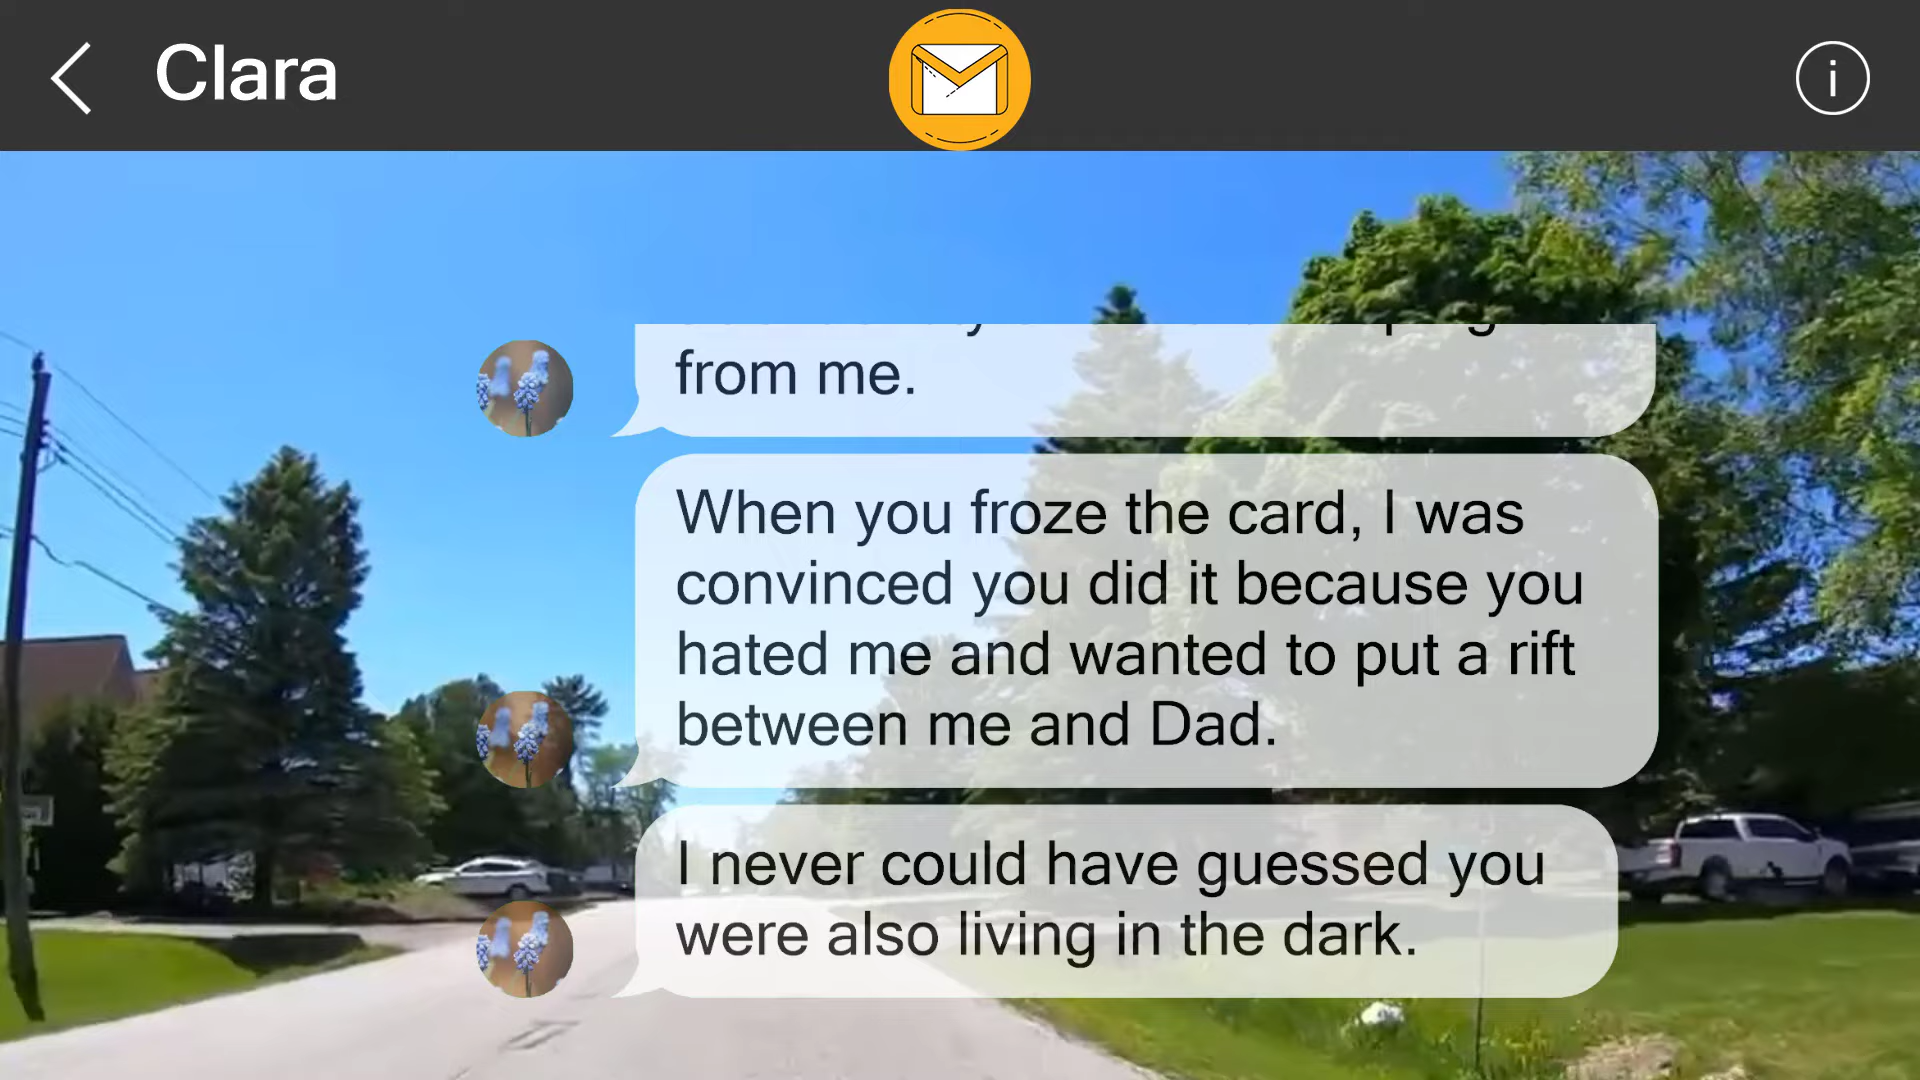 Clara
from me.
When you froze the card, I was
convinced you did it because you
hated me and wanted to put a rift
between me and Dad.
I never could have guessed you
were also living in the dark.